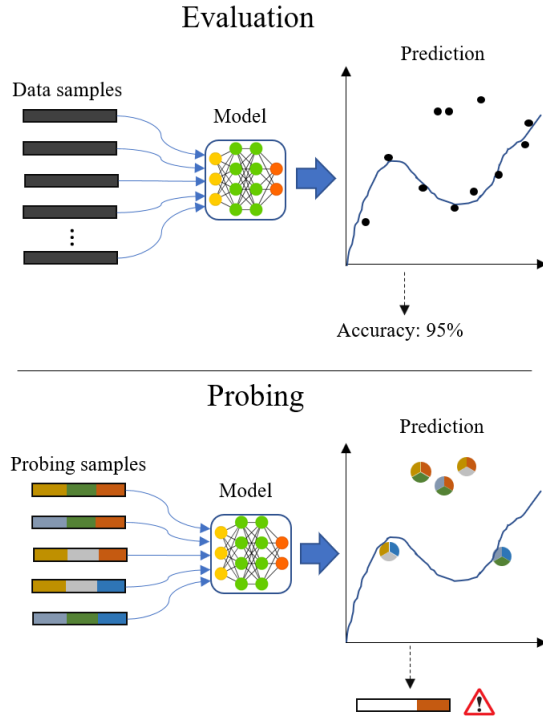 Evaluation
Prediction
Data samples
Model
Accuracy: 95%
Probing
Prediction
Probing samples
Model